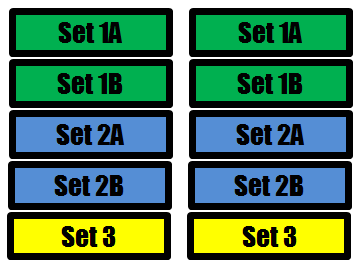 Set 1A Set 1A
Set 1B Set 1B
Set 2A Set 2A
Set 2B Set 2B
Set 3 Set 3